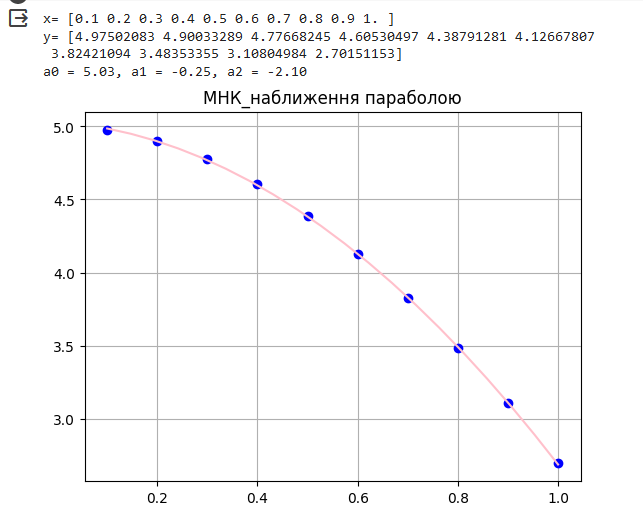 x= [0.1 0.2 0.3 0.4 0.5 0.6 0.7 0.8 0.9 1. ]
y= [4.97502083 4.90033289 4.77668245 4.60530497 4.38791281 4.12667807
3.82421094 3.48353355 3.10804984 2.70151153]
a0 = 5.03, a1 = -0.25, a2 = -2.10
МНК_наближення параболою
5.0
4.5
4.0
3.5
3.0
0.2 0.4 0.6 0.8 1.0